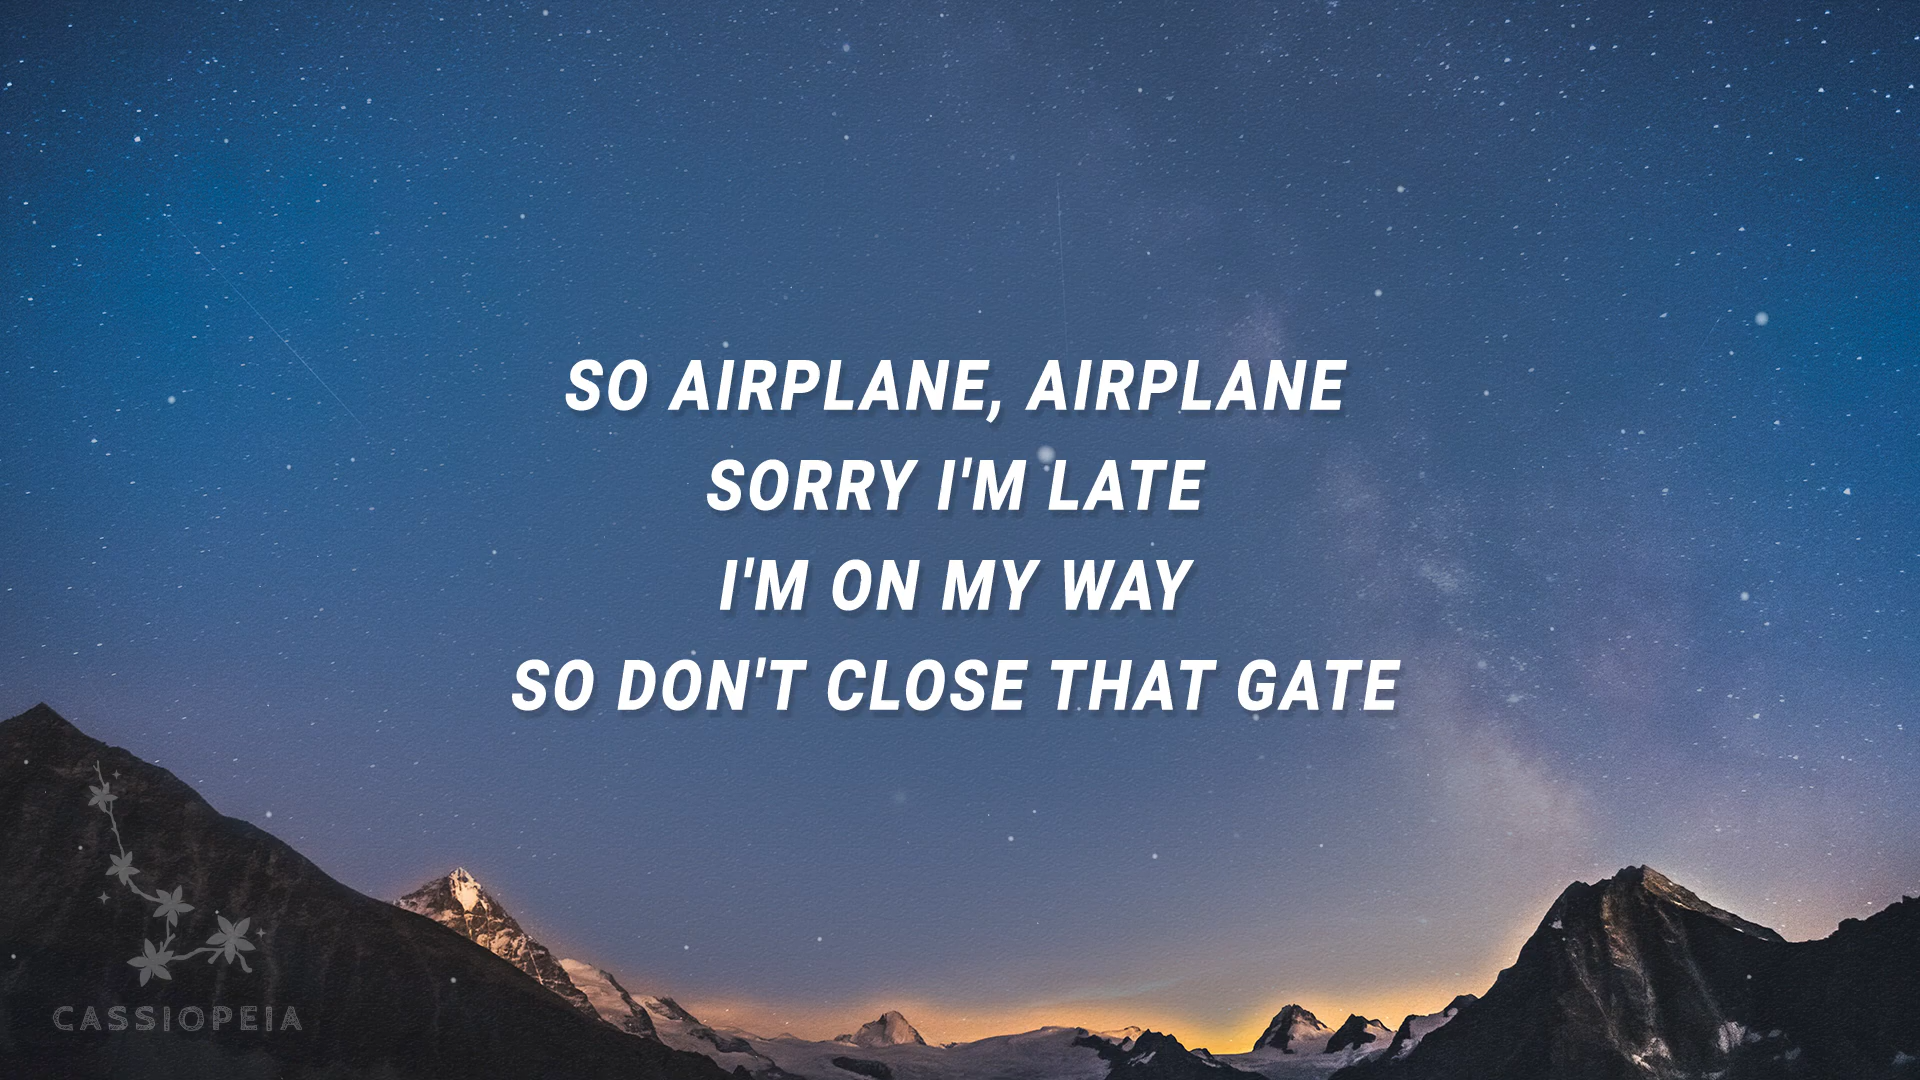 SO AIRPLANE, AIRPLANE
SORRY I'M LATE
I'M ON MY WAY
SO DON'T CLOSE THAT GATE
CASSIOPEIA